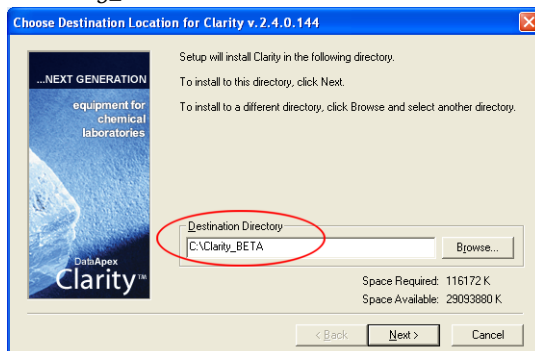 Choose Destination Location for Clarity v.2.4.0.144
...NEXT GENERATION
equipment for
chemical
laboratories
DataApex
Clarity™
Setup will install Clarity in the following directory.
To install to this directory, click Next.
To install to a different directory, click Browse and select another directory.
Destination Directory
C:\Clarity_BETA
Browse...
Space Required: 116172 K
Space Available: 29093880 K
< Back
Next >
Cancel